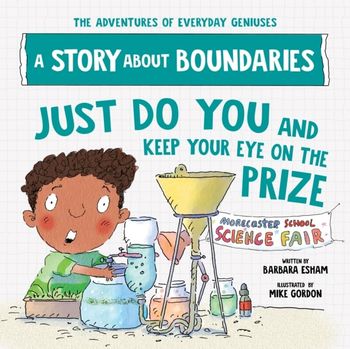 THE ADVENTURES OF EVERYDAY GENIUSES
A STORY ABOUT BOUNDARIES
JUST DO YOU AND
KEEP YOUR EYE ON THE
PRIZE
MORECASTER SCHOOL
SCIENCE FAIR
WRITTEN BY
BARBARA ESHAM
ILLUSTRATED BY
MIKE GORDON